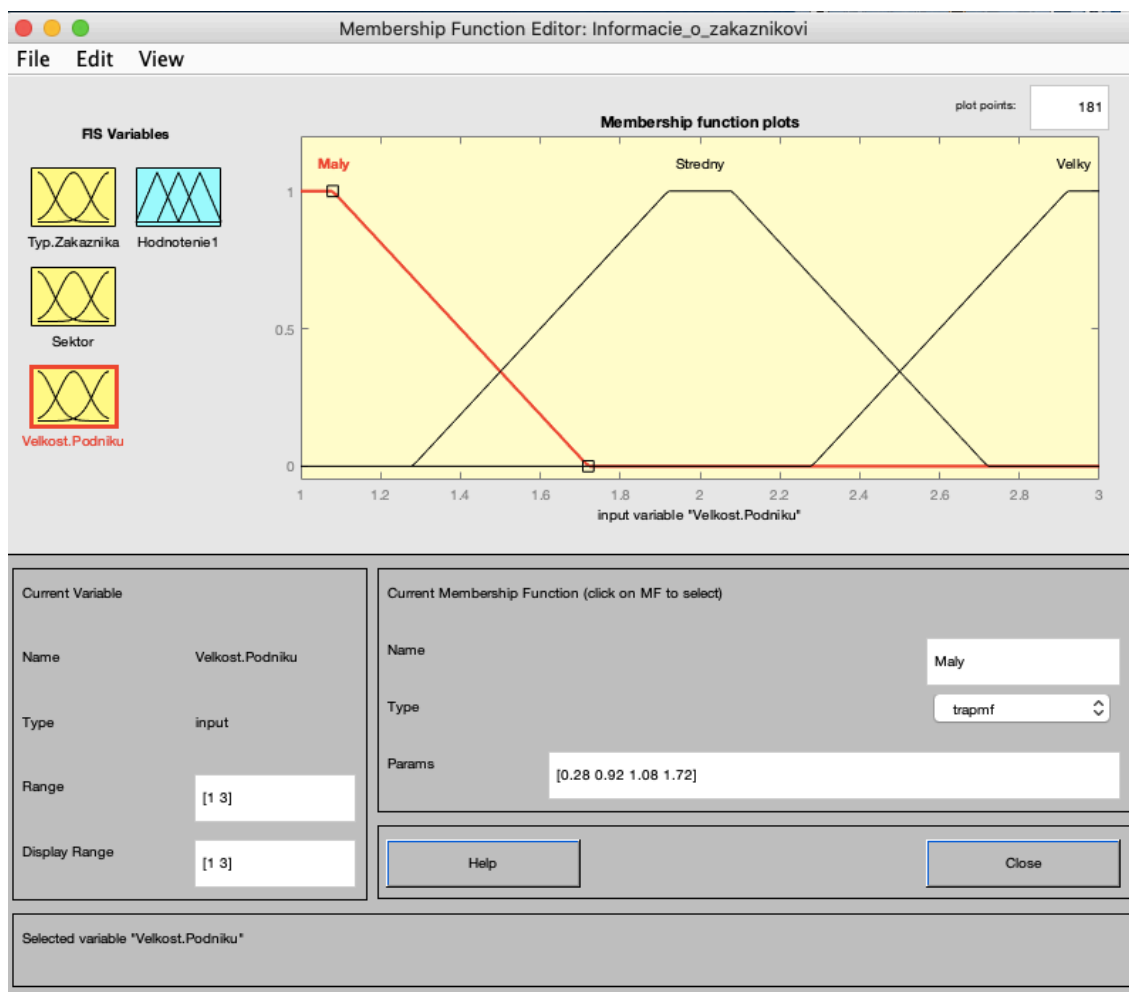 Membership Function Editor: Informacie_o_zakaznikovi
File Edit View
FIS Variables
Typ.Zakaznika Hodnotenie1
Sektor
Velkost.Podniku
plot points: 181
Membership function plots
Maly Stredny Velky
1
0.5
0
1 1.2 1.4 1.6 1.8 2 2.2 2.4 2.6 2.8 3
input variable "Velkost.Podniku"
Current Variable
Name Velkost.Podniku
Type input
Range [1 3]
Display Range [1 3]
Current Membership Function (click on MF to select)
Name Maly
Type trapmf
Params [0.28 0.92 1.08 1.72]
Help Close
Selected variable "Velkost.Podniku"